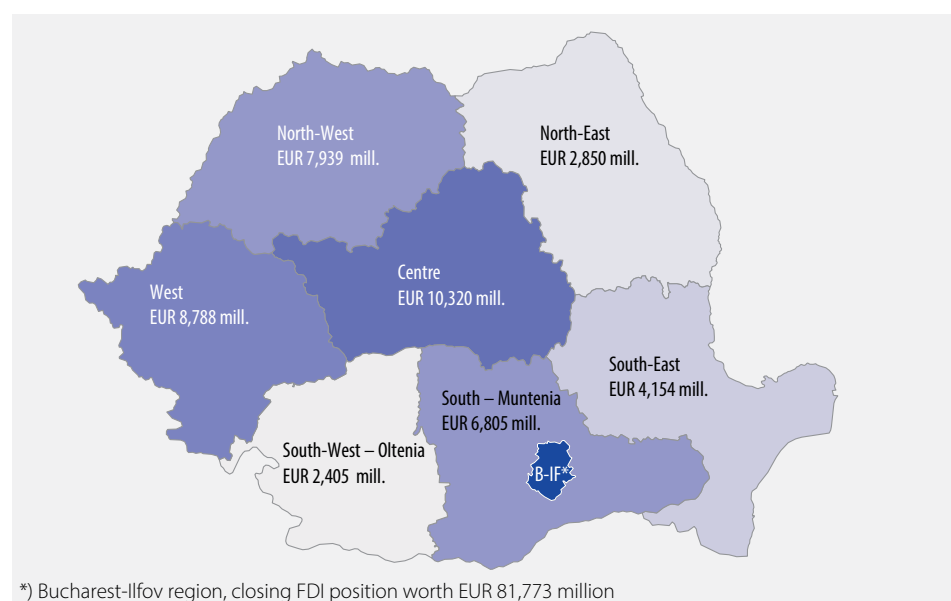 North-West
EUR 7,939 mill.
North-East
EUR 2,850 mill.
Centre
EUR 10,320 mill.
West
EUR 8,788 mill.
South-East
EUR 4,154 mill.
South – Muntenia
EUR 6,805 mill.
South-West – Oltenia
EUR 2,405 mill.
B-IF*
*) Bucharest-Ilfov region, closing FDI position worth EUR 81,773 million